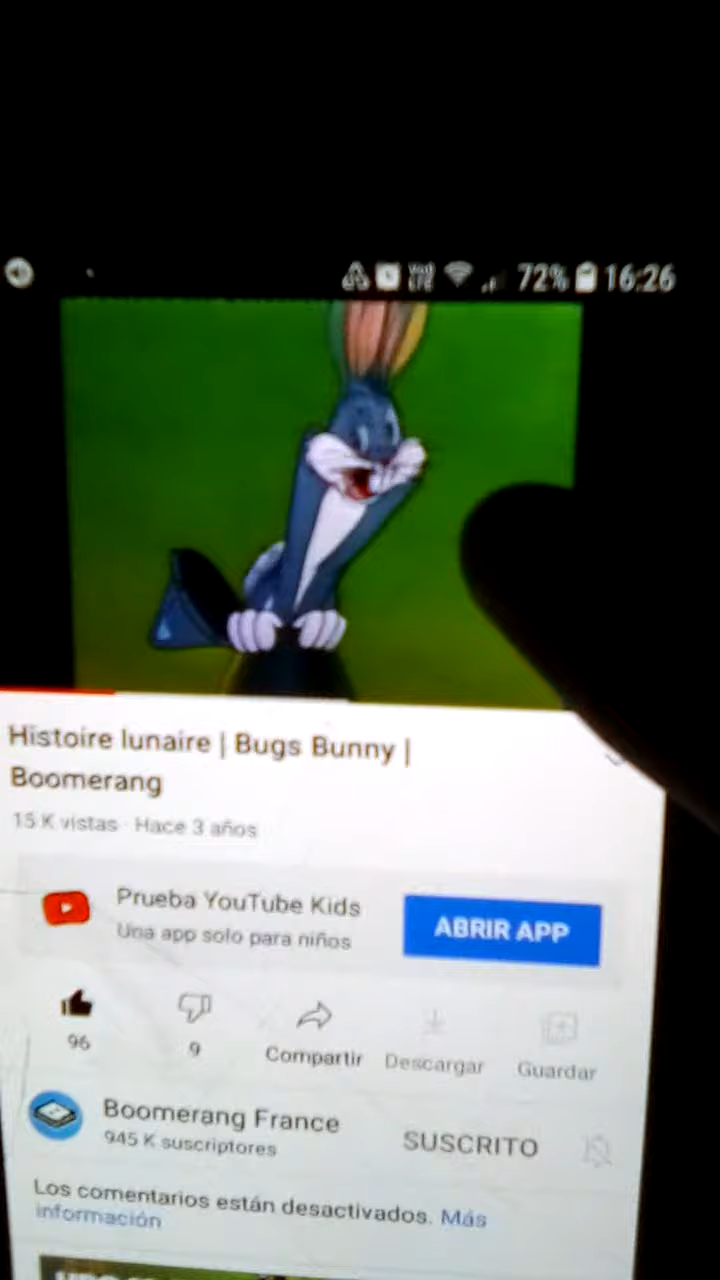 72% 16:26
Histoire lunaire | Bugs Bunny |
Boomerang
15 K vistas · Hace 3 años
Prueba YouTube Kids
Una app solo para niños
ABRIR APP
96
9
Compartir
Descargar
Guardar
Boomerang France
945 K suscriptores
SUSCRITO
Los comentarios están desactivados. Más
información